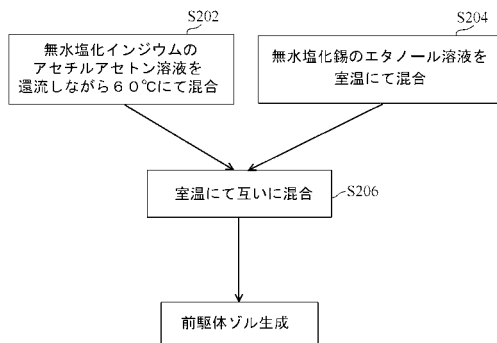 S202
無水塩化インジウムの
アセチルアセトン溶液を
還流しながら60℃にて混合
S204
無水塩化錫のエタノール溶液を
室温にて混合
室温にて互いに混合
S206
前駆体ゾル生成